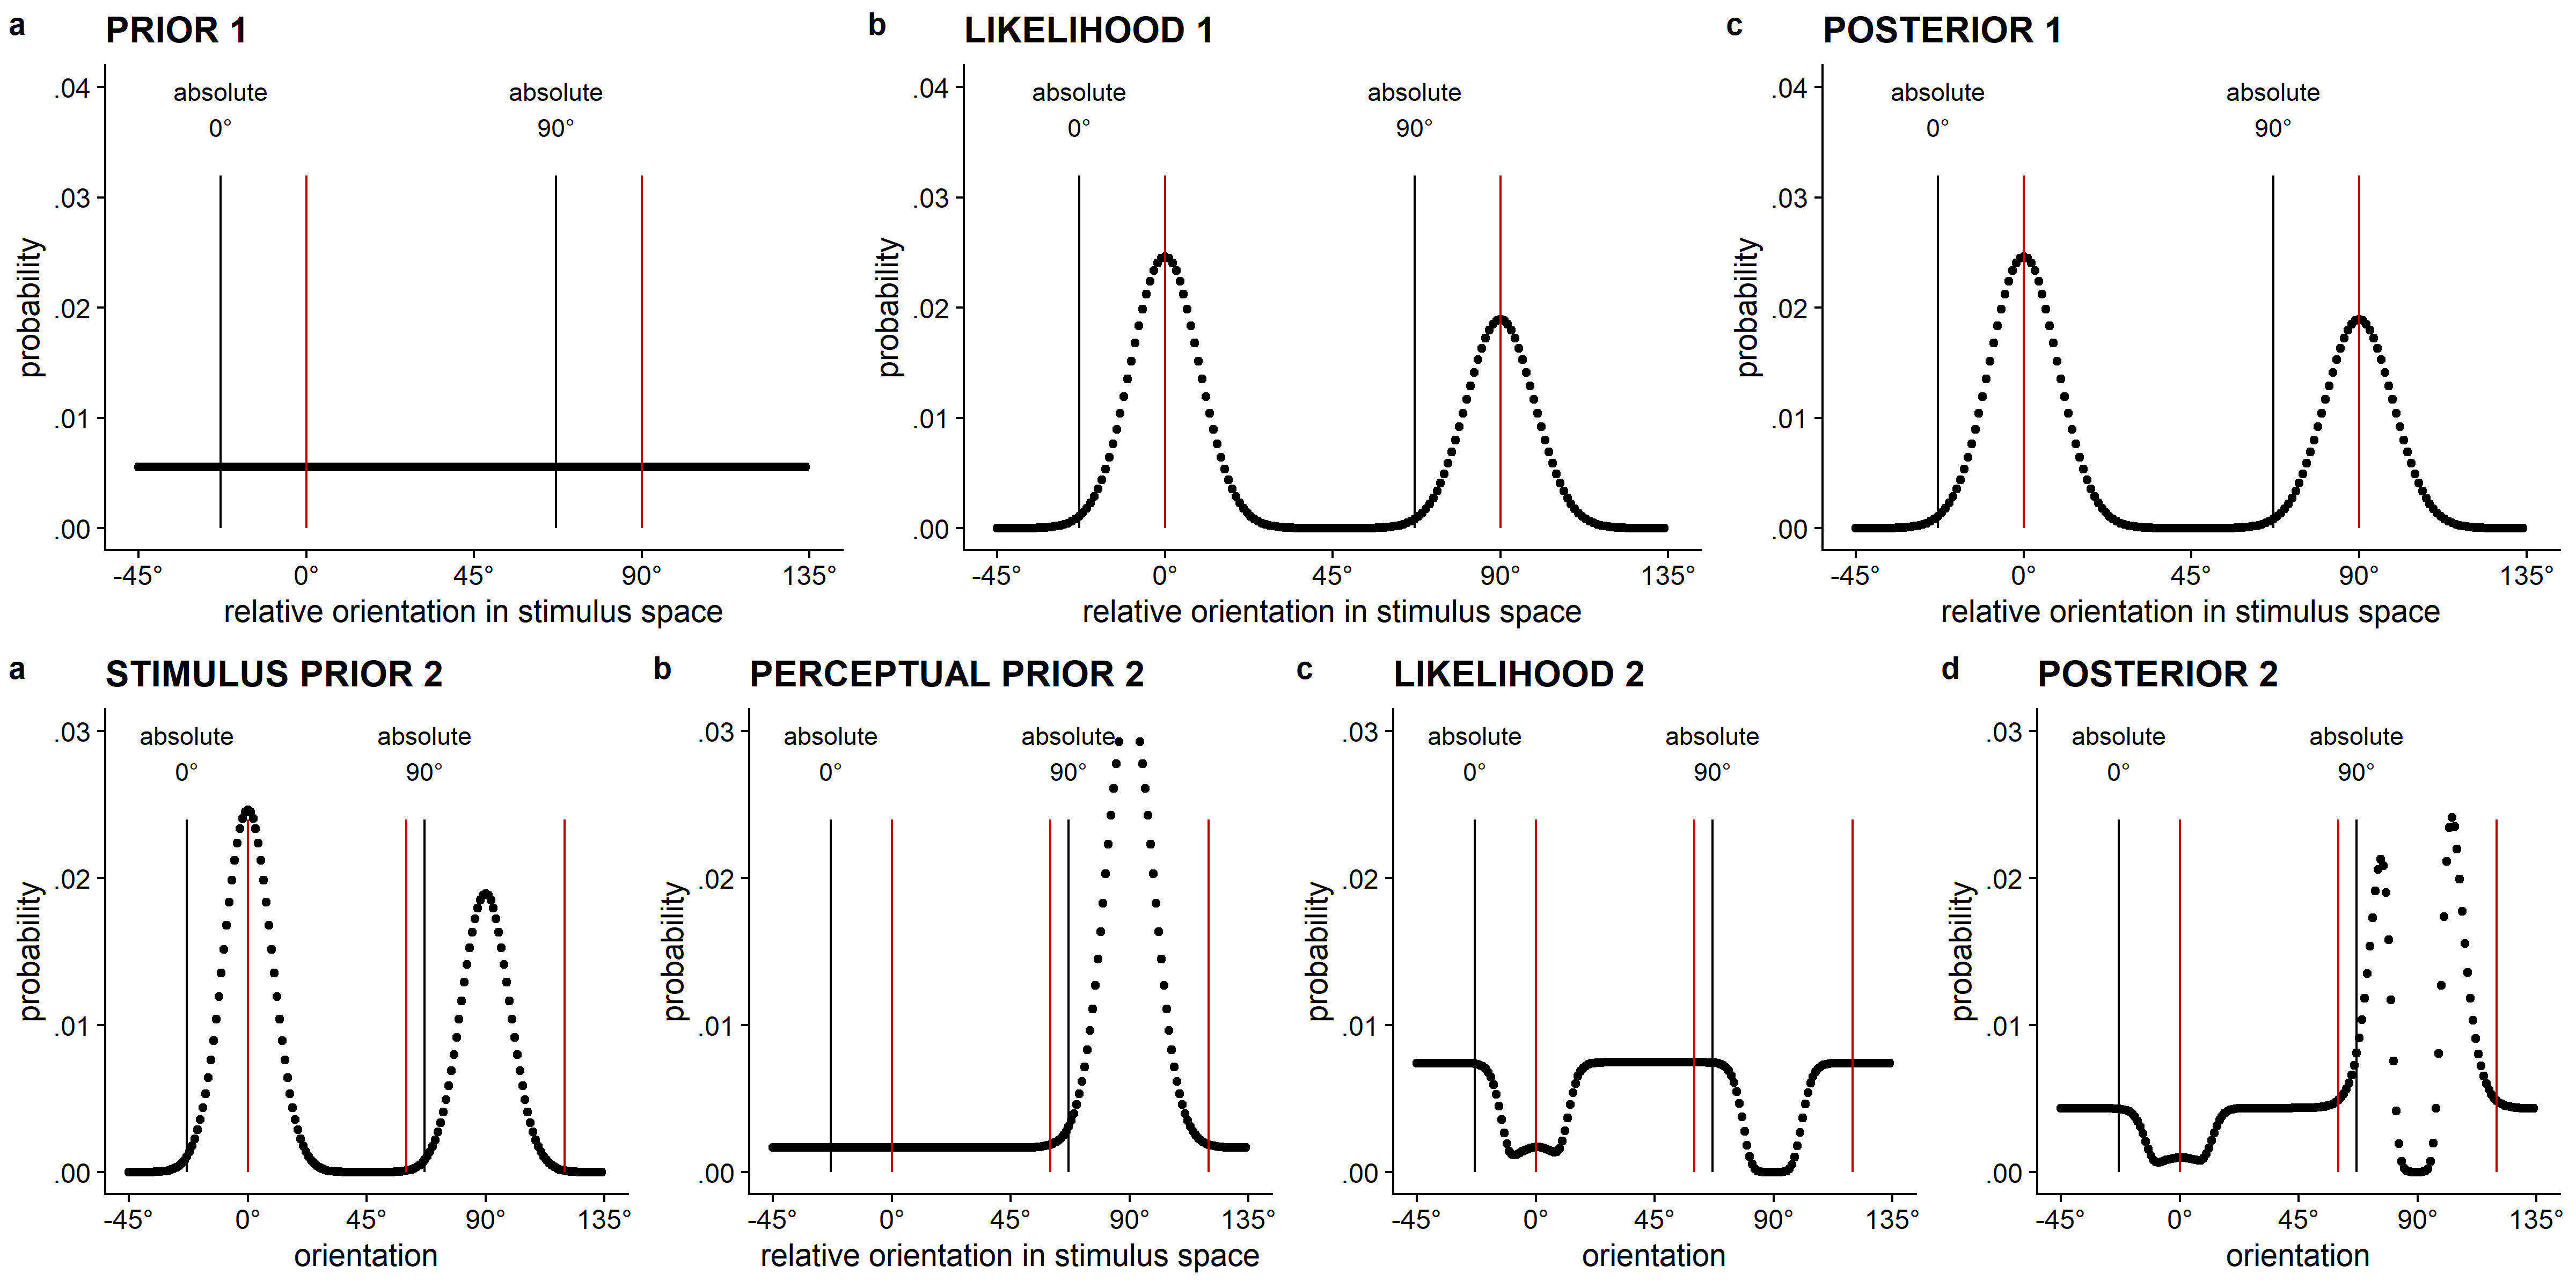 a PRIOR 1
absolute absolute
0° 90°
.04
.03
.02
.01
.00
probability
-45° 0° 45° 90° 135°
relative orientation in stimulus space
b LIKELIHOOD 1
absolute absolute
0° 90°
.04
.03
.02
.01
.00
probability
-45° 0° 45° 90° 135°
relative orientation in stimulus space
c POSTERIOR 1
absolute absolute
0° 90°
.04
.03
.02
.01
.00
probability
-45° 0° 45° 90° 135°
relative orientation in stimulus space
a STIMULUS PRIOR 2
absolute absolute
0° 90°
.03
.02
.01
.00
probability
-45° 0° 45° 90° 135°
orientation
b PERCEPTUAL PRIOR 2
absolute absolute
0° 90°
.03
.02
.01
.00
probability
-45° 0° 45° 90° 135°
relative orientation in stimulus space
c LIKELIHOOD 2
absolute absolute
0° 90°
.03
.02
.01
.00
probability
-45° 0° 45° 90° 135°
orientation
d POSTERIOR 2
absolute absolute
0° 90°
.03
.02
.01
.00
probability
-45° 0° 45° 90° 135°
orientation